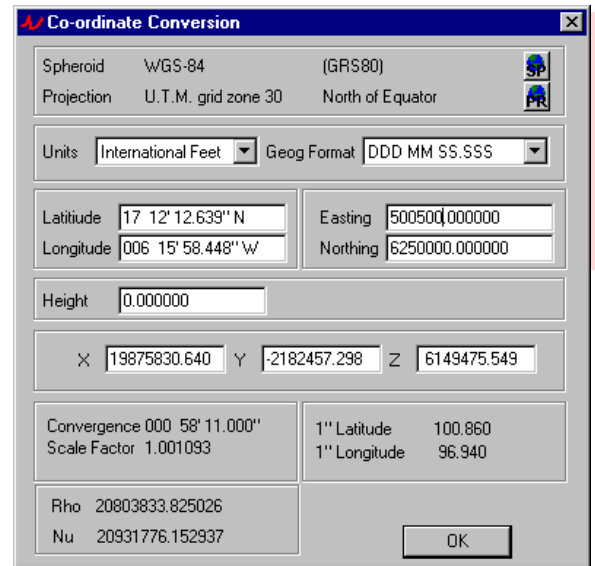 Co-ordinate Conversion
Spheroid WGS-84 (GRS80) SP
Projection U.T.M. grid zone 30 North of Equator PR
Units International Feet Geog Format DDD MM SS.SSS
Latitiude 17 12' 12.639'' N Easting 500500.000000
Longitude 006 15' 58.448'' W Northing 6250000.000000
Height 0.000000
X 19875830.640 Y -2182457.298 Z 6149475.549
Convergence 000 58' 11.000'' 1'' Latitude 100.860
Scale Factor 1.001093 1'' Longitude 96.940
Rho 20803833.825026
Nu 20931776.152937
OK